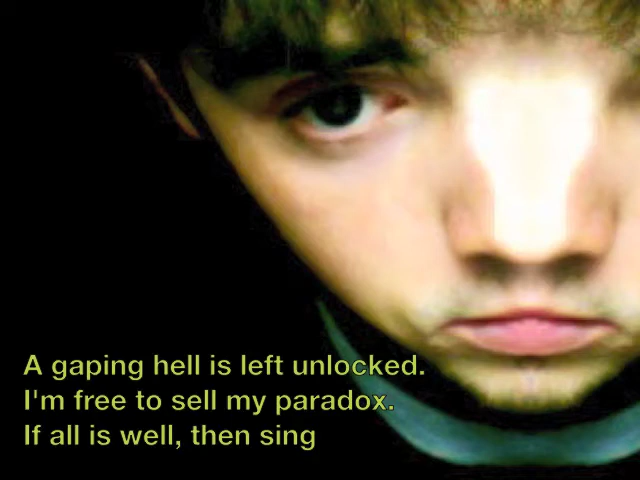 A gaping hell is left unlocked.
I'm free to sell my paradox.
If all is well, then sing